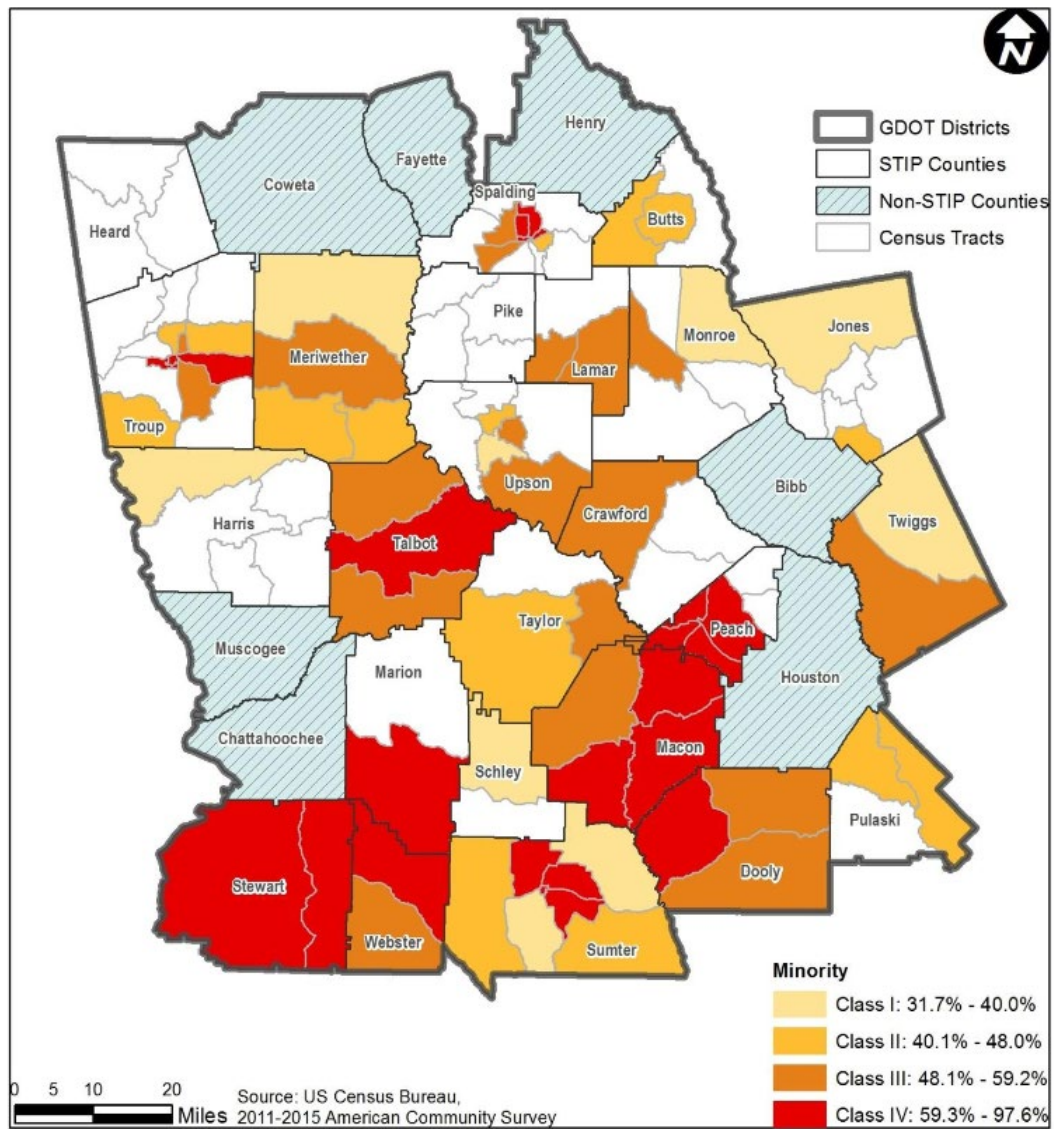 N
GDOT Districts
STIP Counties
Non-STIP Counties
Census Tracts
Henry
Fayette
Coweta
Spalding
Butts
Heard
Pike
Jones
Monroe
Meriwether
Lamar
Troup
Upson
Bibb
Crawford
Twiggs
Harris
Talbot
Taylor
Peach
Muscogee
Marion
Houston
Chattahoochee
Macon
Schley
Pulaski
Dooly
Stewart
Webster
Sumter
Minority
Class I: 31.7% - 40.0%
Class II: 40.1% - 48.0%
Class III: 48.1% - 59.2%
Class IV: 59.3% - 97.6%
0 5 10 20
Miles
Source: US Census Bureau,
2011-2015 American Community Survey